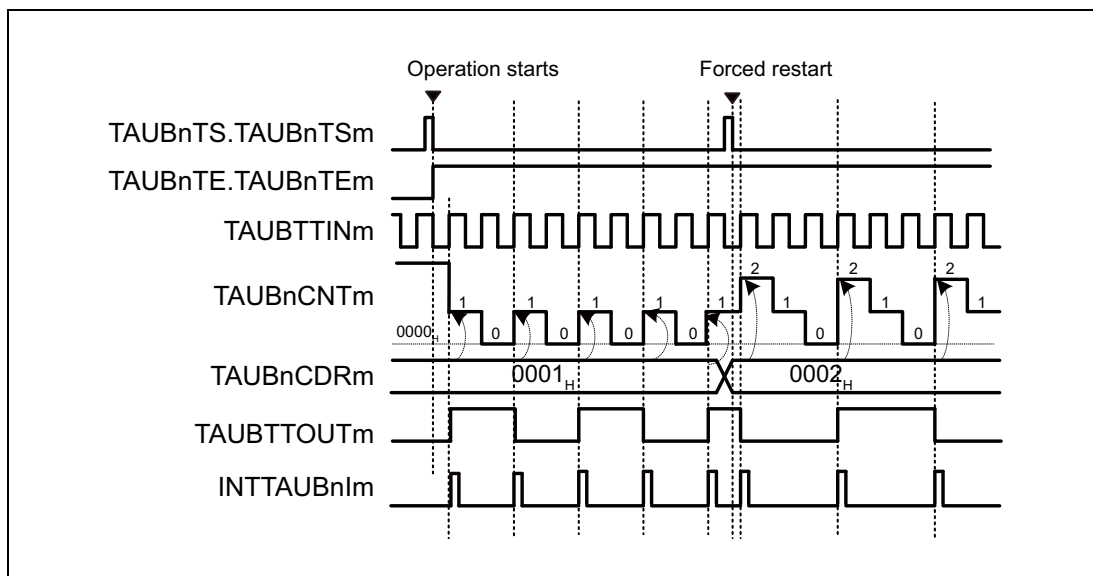 Operation starts Forced restart
TAUBnTS.TAUBnTSm
TAUBnTE.TAUBnTEm
TAUBTTINm
2 2 2
TAUBnCNTm 1 1 1 1 1 1 1 1
0000H 0 0 0 0 0 0
TAUBnCDRm 0001H 0002H
TAUBTTOUTm
INTTAUBnIm